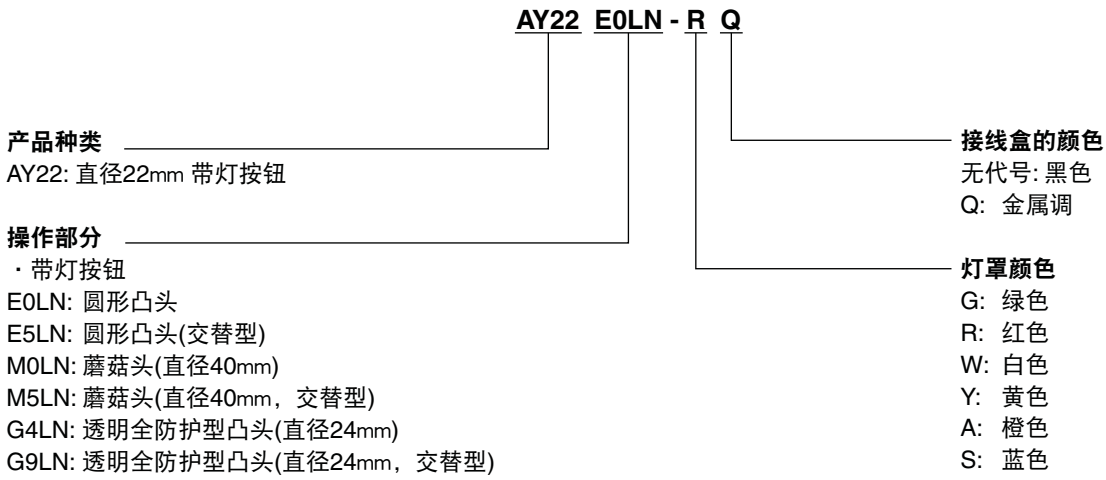 AY22 E0LN - R Q
产品种类
AY22: 直径22mm 带灯按钮
操作部分
・带灯按钮
E0LN: 圆形凸头
E5LN: 圆形凸头(交替型)
M0LN: 蘑菇头(直径40mm)
M5LN: 蘑菇头(直径40mm，交替型)
G4LN: 透明全防护型凸头(直径24mm)
G9LN: 透明全防护型凸头(直径24mm，交替型)
接线盒的颜色
无代号: 黑色
Q: 金属调
灯罩颜色
G: 绿色
R: 红色
W: 白色
Y: 黄色
A: 橙色
S: 蓝色